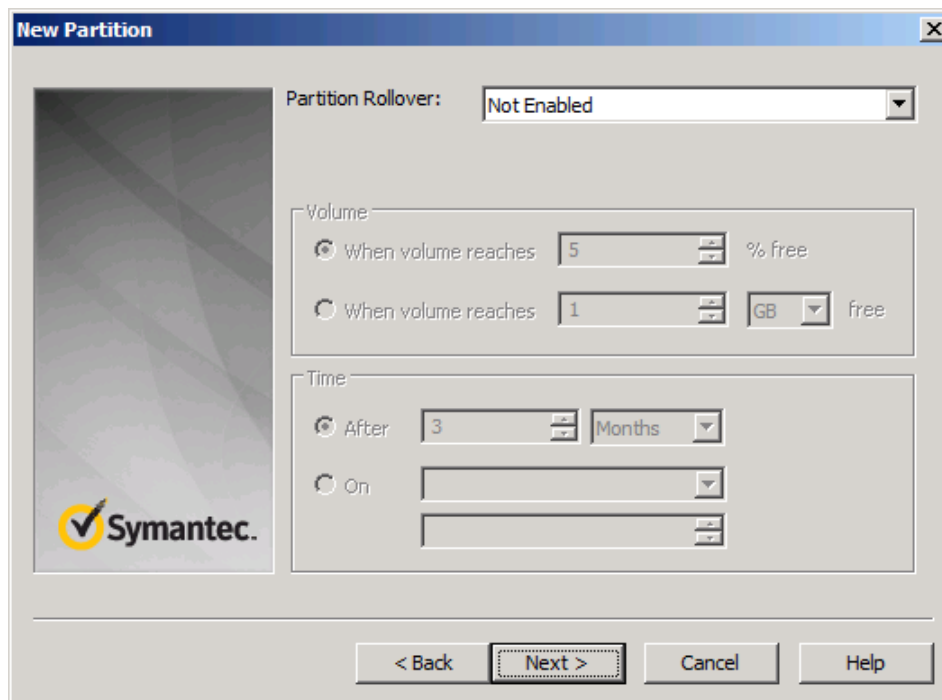 New Partition
Partition Rollover: Not Enabled
Volume
When volume reaches 5 % free
When volume reaches 1 GB free
Time
After 3 Months
On
Symantec.
< Back Next > Cancel Help